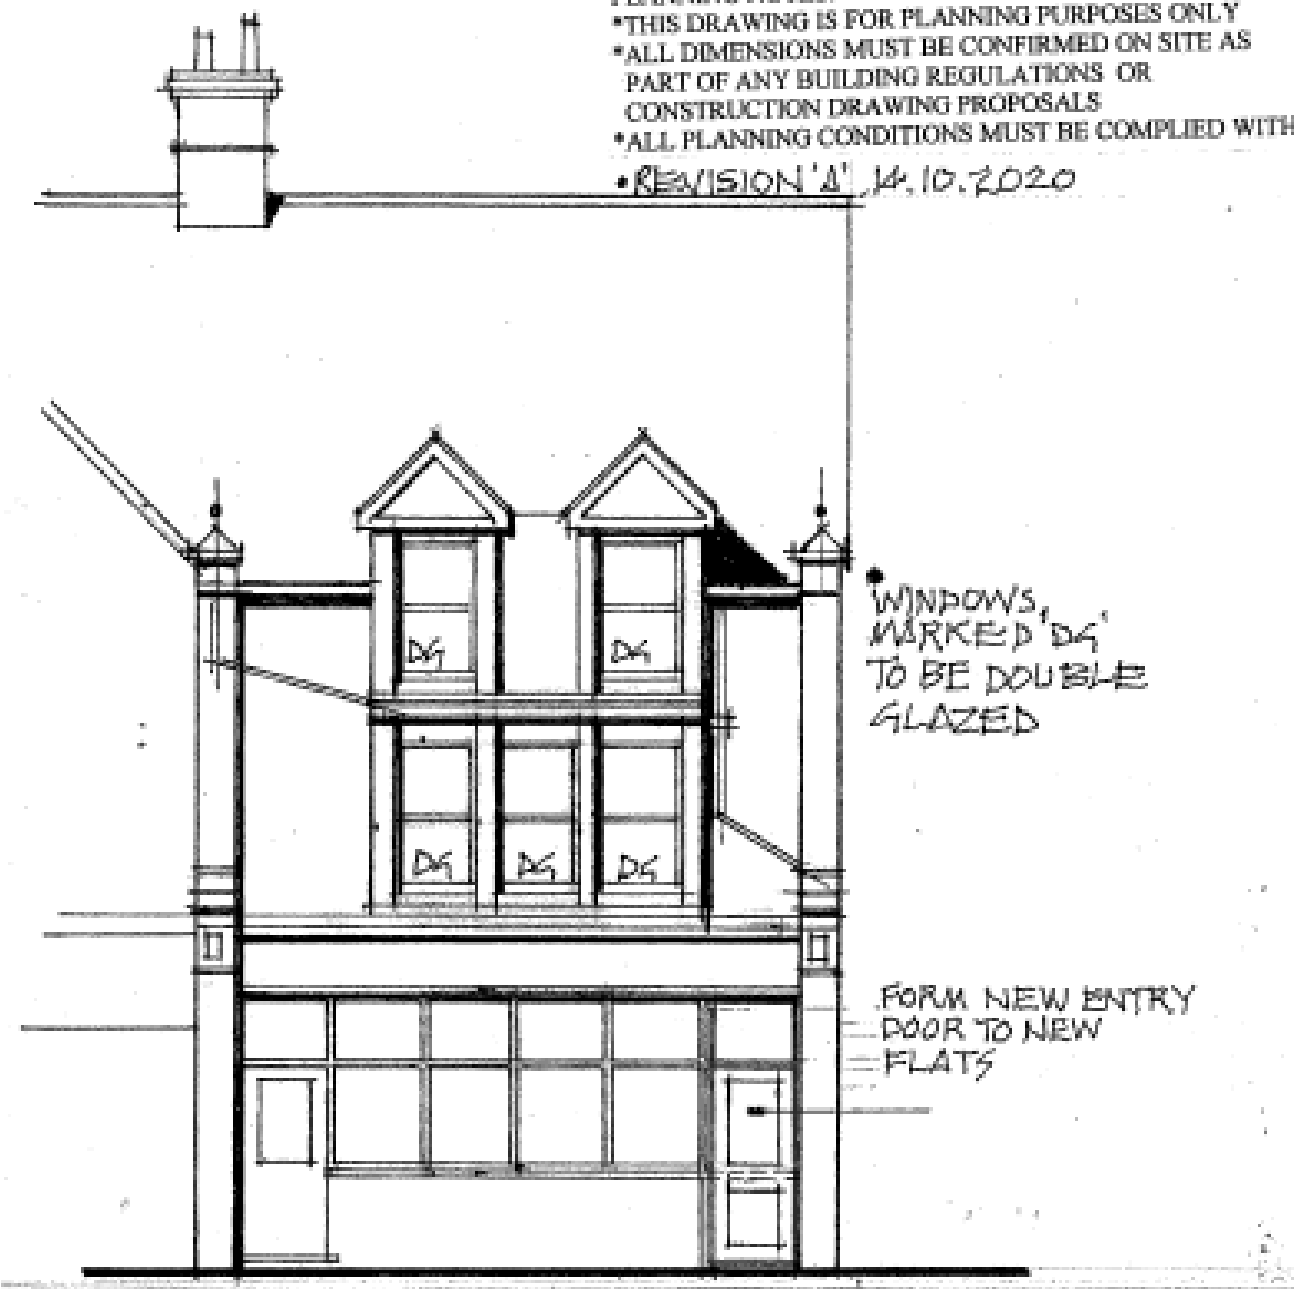 *THIS DRAWING IS FOR PLANNING PURPOSES ONLY
*ALL DIMENSIONS MUST BE CONFIRMED ON SITE AS
PART OF ANY BUILDING REGULATIONS OR
CONSTRUCTION DRAWING PROPOSALS
*ALL PLANNING CONDITIONS MUST BE COMPLIED WITH
•REVISION 'A' 14.10.2020
DG
DG
• WINDOWS,
MARKED 'DG'
TO BE DOUBLE
GLAZED
DG
DG
DG
FORM NEW ENTRY
DOOR TO NEW
FLATS